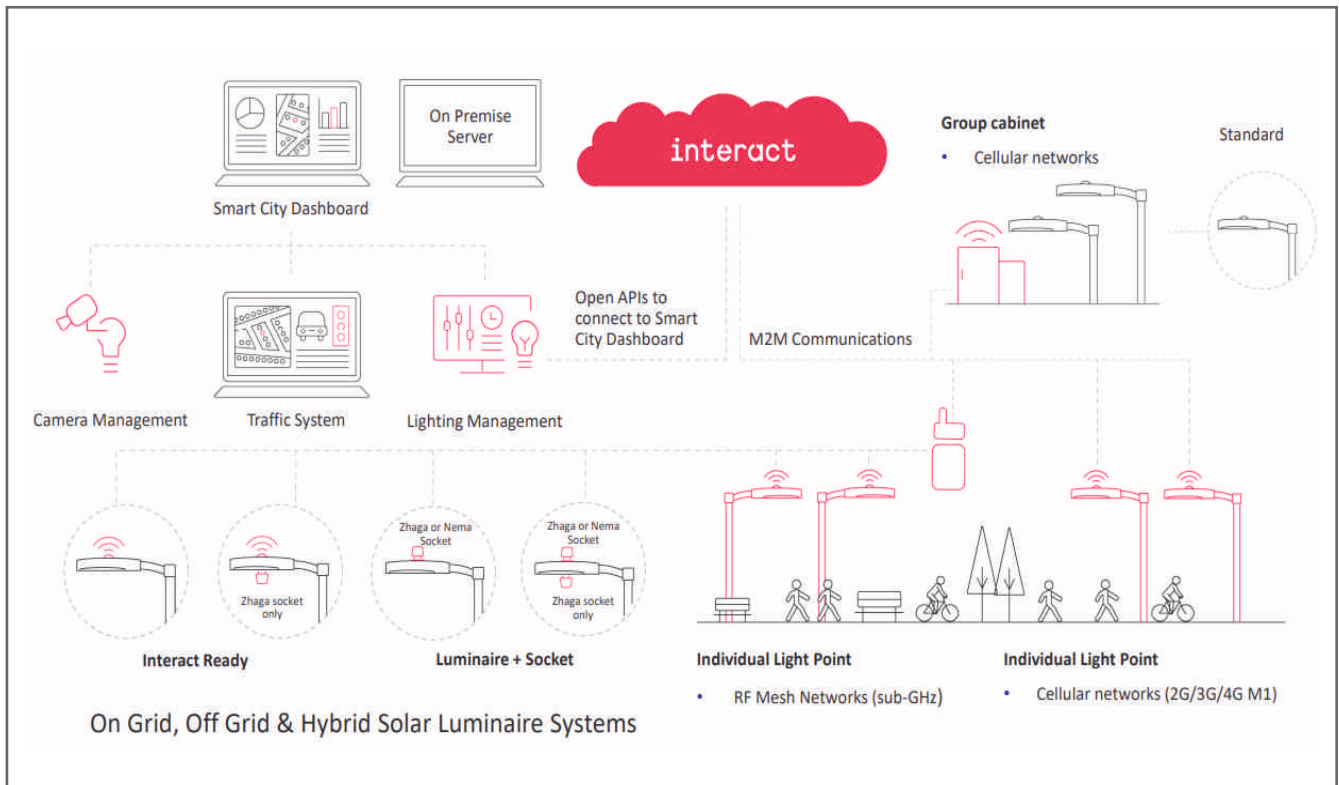 On Premise
Server
interact
Group cabinet
• Cellular networks
Standard
Smart City Dashboard
Open APIs to
connect to Smart
City Dashboard
M2M Communications
Camera Management
Traffic System
Lighting Management
Zhaga socket
only
Zhaga or Nema
Socket
Zhaga or Nema
Socket
Zhaga socket
only
Interact Ready
Luminaire + Socket
Individual Light Point
• RF Mesh Networks (sub-GHz)
Individual Light Point
• Cellular networks (2G/3G/4G M1)
On Grid, Off Grid & Hybrid Solar Luminaire Systems